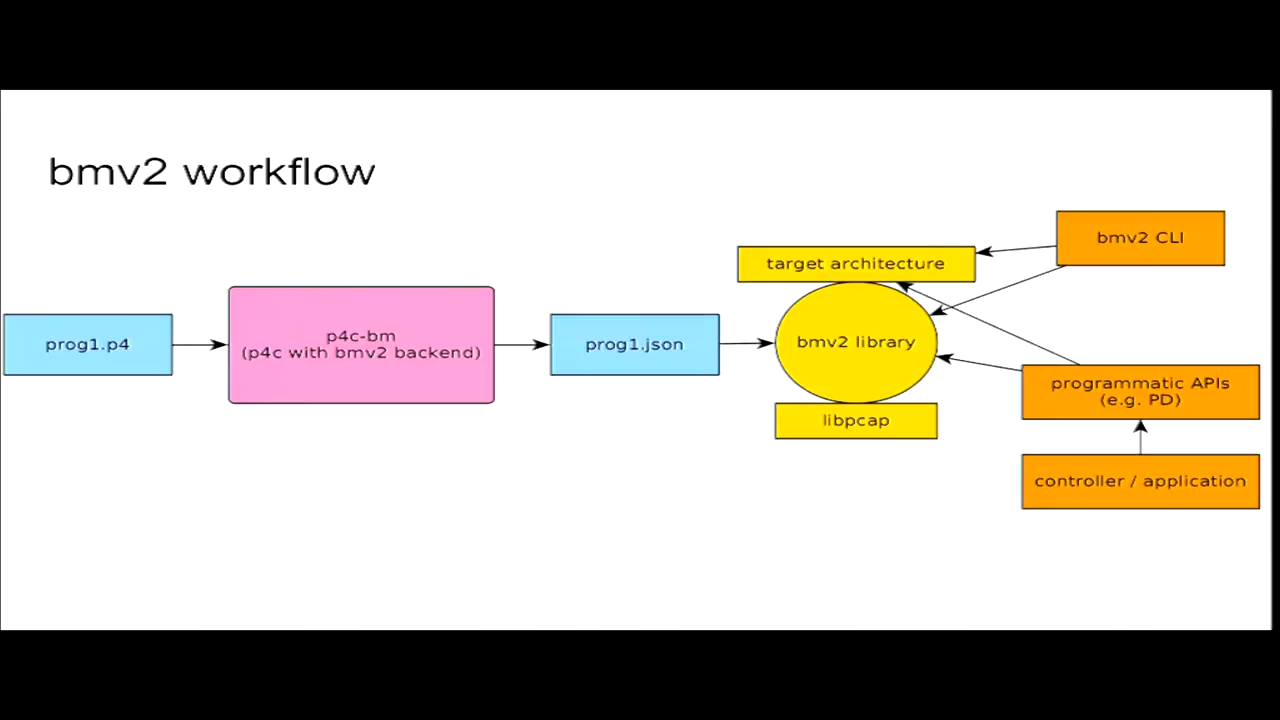 bmv2 workflow
bmv2 CLI
target architecture
prog1.p4
p4c-bm
(p4c with bmv2 backend)
prog1.json
bmv2 library
programmatic APIs
(e.g. PD)
libpcap
controller / application